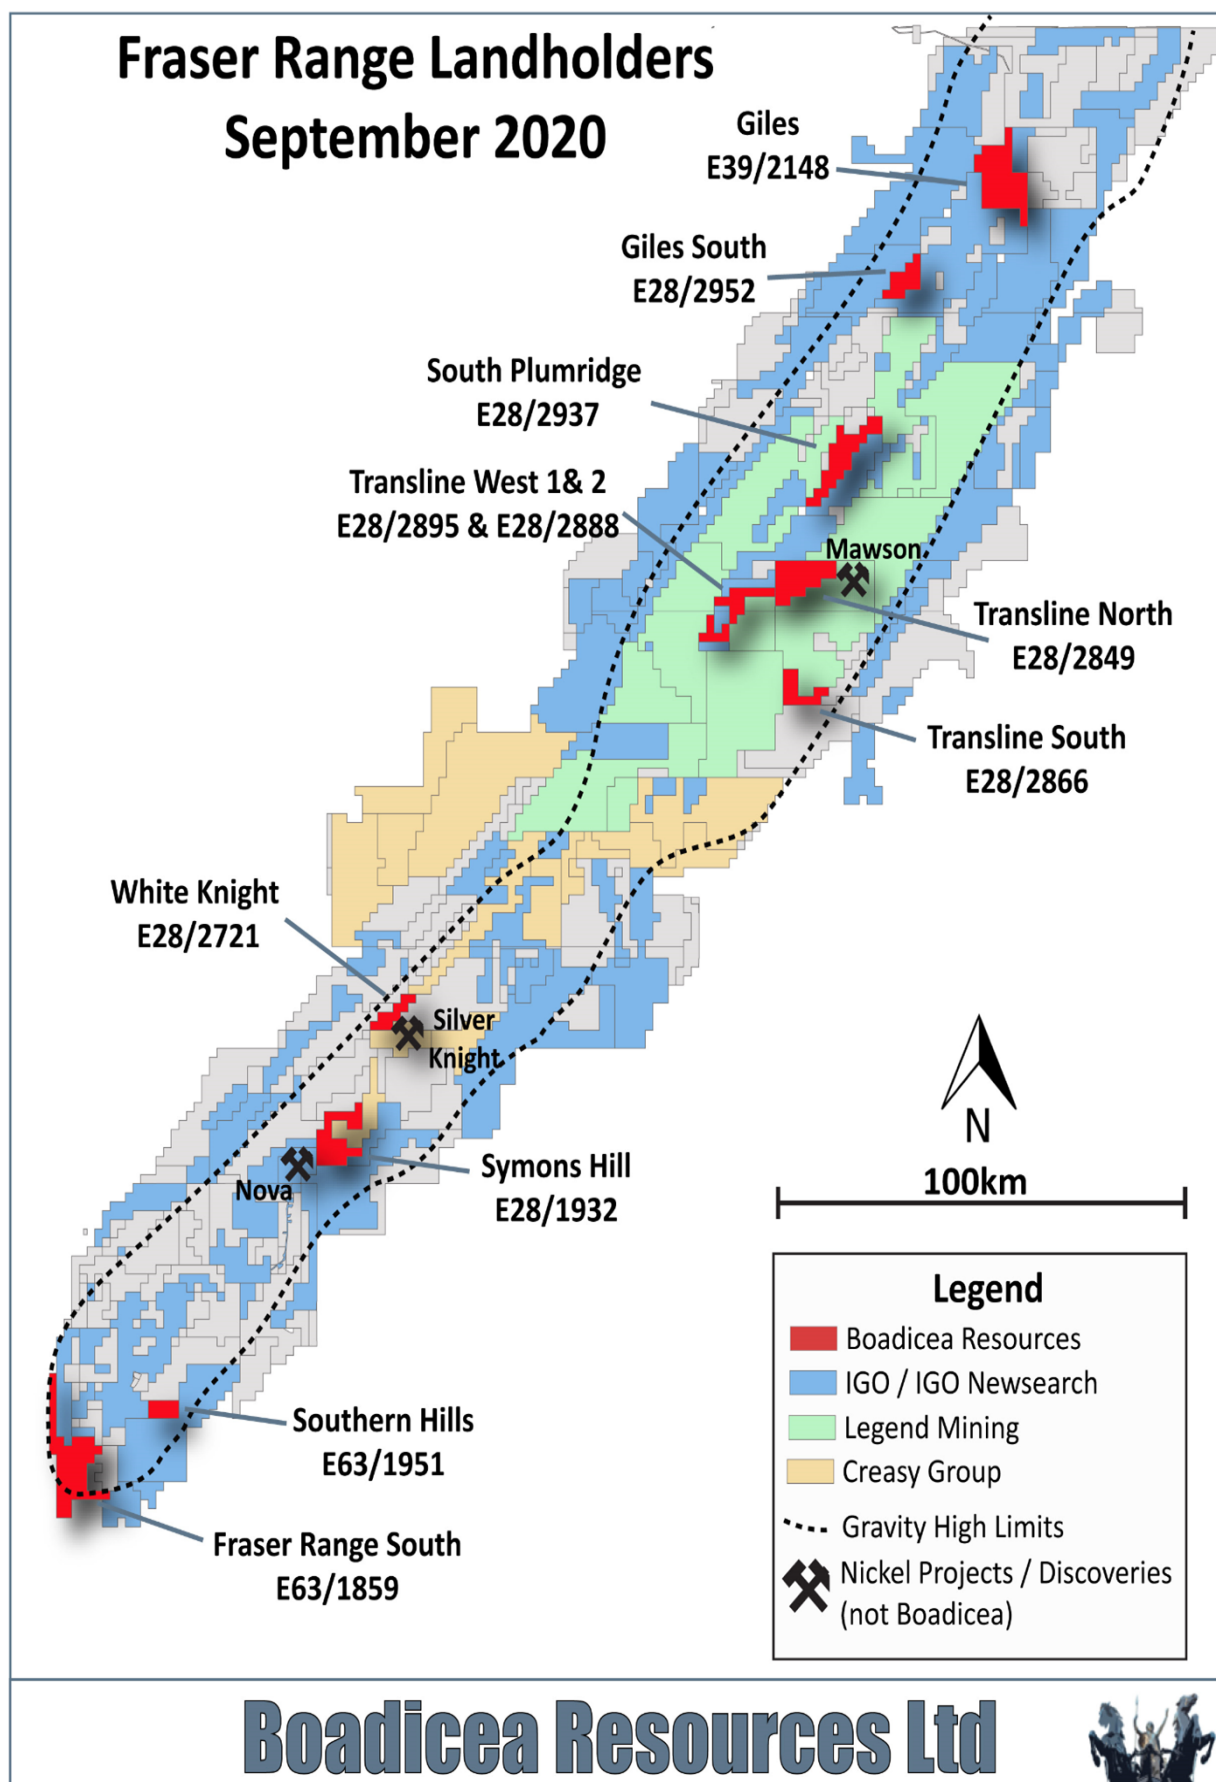 Fraser Range Landholders
September 2020
Giles
E39/2148
Giles South
E28/2952
South Plumridge
E28/2937
Transline West 1& 2
E28/2895 & E28/2888
Mawson
Transline North
E28/2849
Transline South
E28/2866
White Knight
E28/2721
Silver
Knight
Symons Hill
E28/1932
Nova
N
100km
Southern Hills
E63/1951
Fraser Range South
E63/1859
Legend
Boadicea Resources
IGO / IGO Newsearch
Legend Mining
Creasy Group
Gravity High Limits
Nickel Projects / Discoveries
(not Boadicea)
Boadicea Resources Ltd